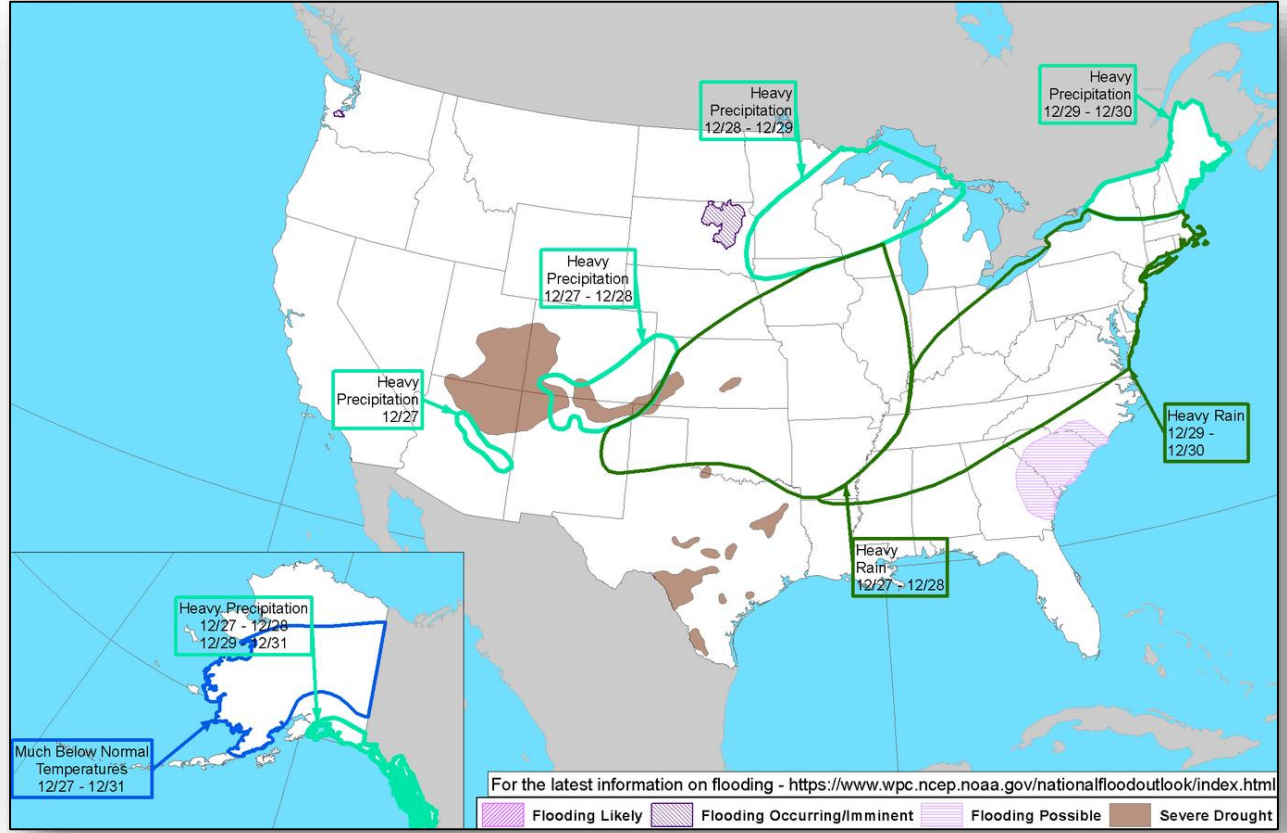 Heavy
Precipitation
12/29 - 12/30
Heavy
Precipitation
12/28 - 12/29
Heavy
Precipitation
12/27 - 12/28
Heavy
Precipitation
12/27
Heavy Rain
12/29 -
12/30
Heavy
Rain
12/27 - 12/28
Heavy Precipitation
12/27 - 12/28
12/29 - 12/31
Much Below Normal
Temperatures
12/27 - 12/31
For the latest information on flooding - https://www.wpc.ncep.noaa.gov/nationalfloodoutlook/index.html
Flooding Likely Flooding Occurring/Imminent Flooding Possible Severe Drought